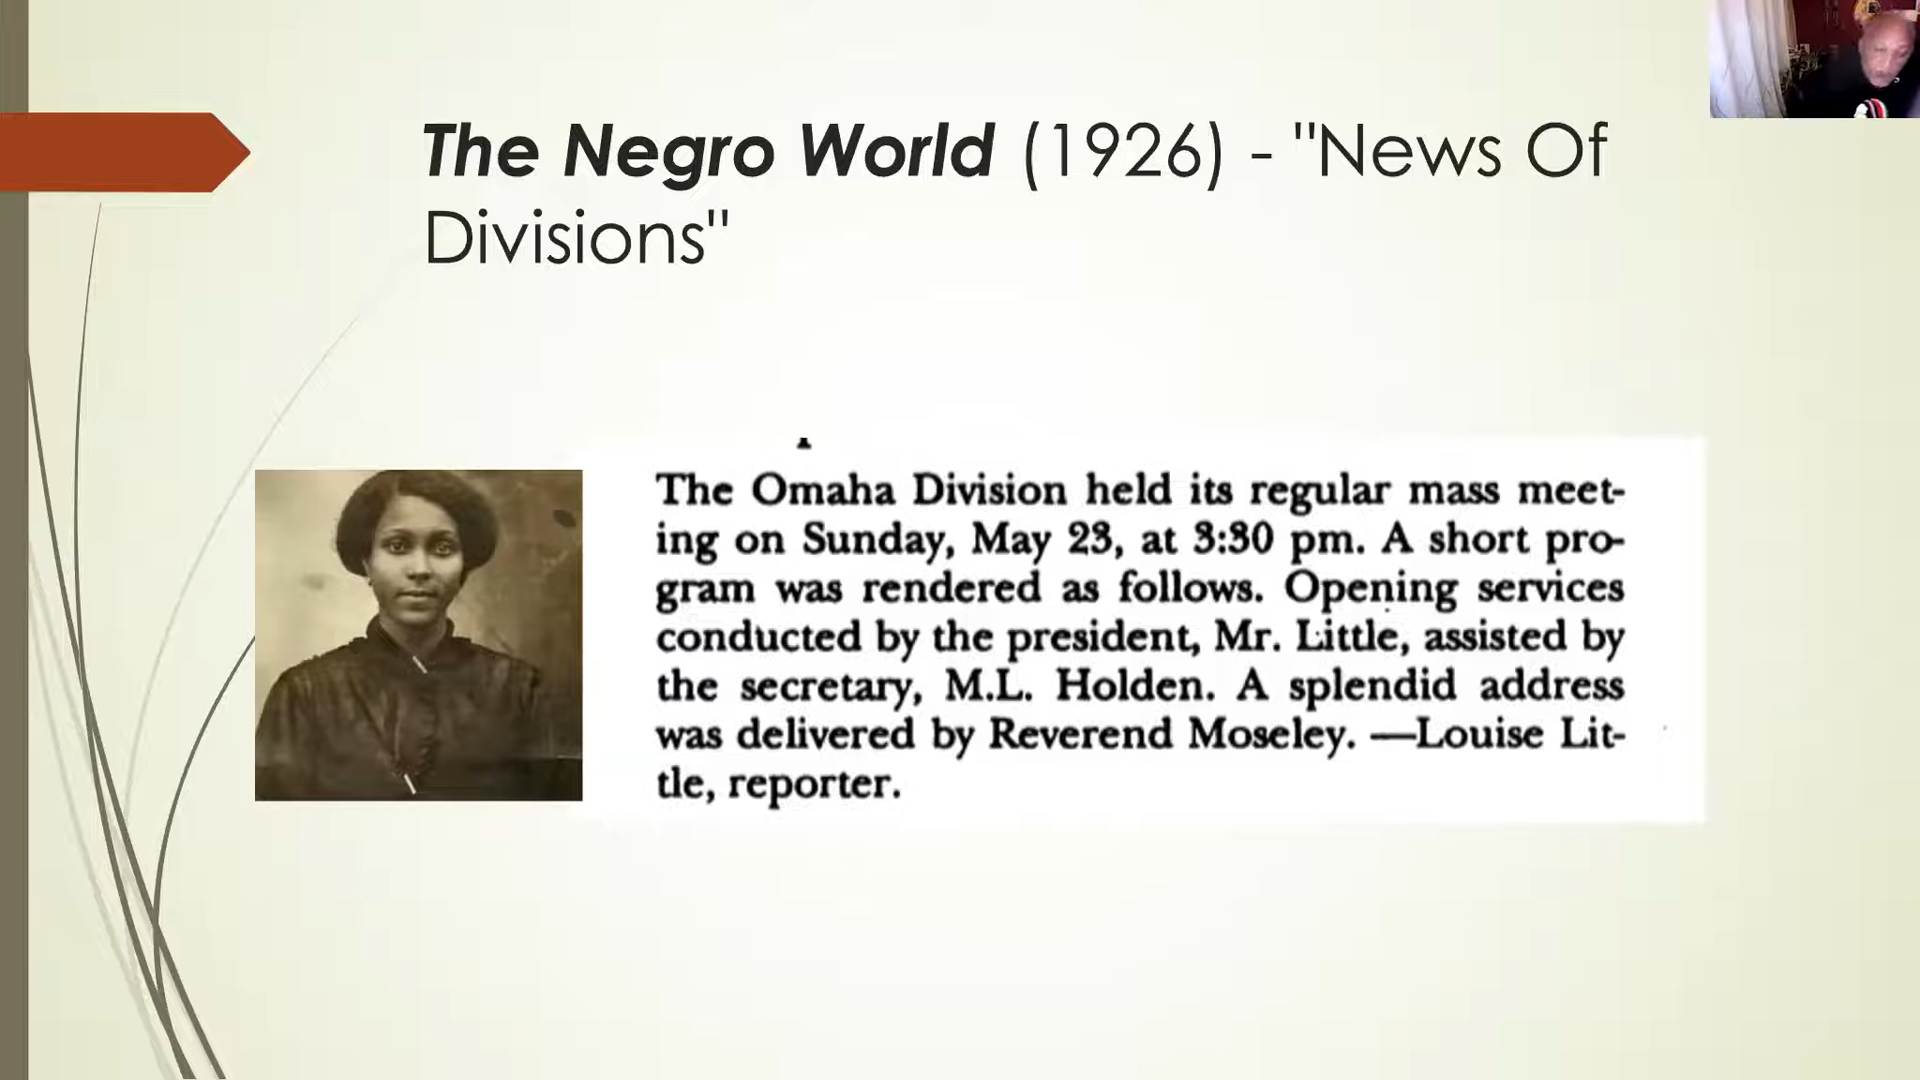 The Negro World (1926) - "News Of
Divisions"
The Omaha Division held its regular mass meet-
ing on Sunday, May 23, at 3:30 pm. A short pro-
gram was rendered as follows. Opening services
conducted by the president, Mr. Little, assisted by
the secretary, M.L. Holden. A splendid address
was delivered by Reverend Moseley. —Louise Lit-
tle, reporter.